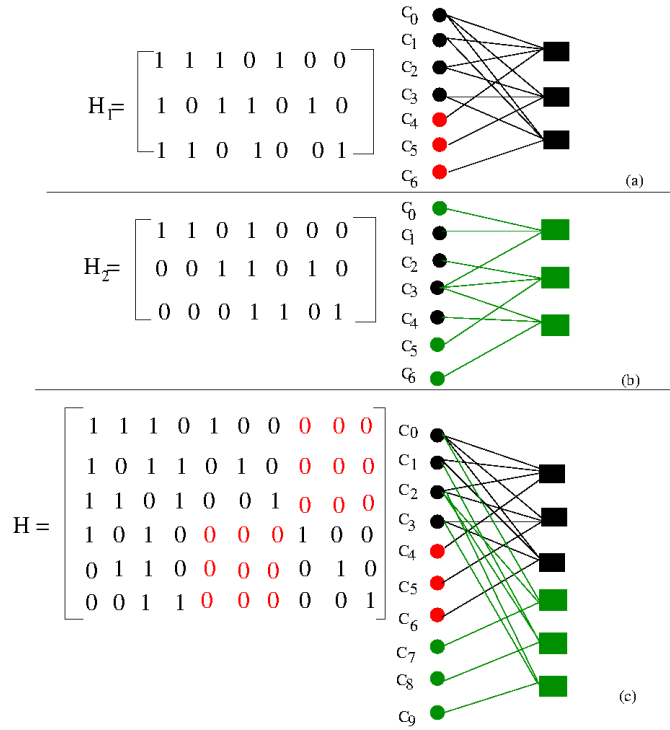 C0
1 1 1 0 1 0 0
C1
C2
H1= 1 0 1 1 0 1 0
C3
C4
1 1 0 1 0 0 1
C5
C6
(a)
C0
1 1 0 1 0 0 0
C1
H2= 0 0 1 1 0 1 0
C2
C3
0 0 0 1 1 0 1
C4
C5
C6
(b)
1 1 1 0 1 0 0 0 0 0
C0
1 0 1 1 0 1 0 0 0 0
C1
1 1 0 1 0 0 1 0 0 0
C2
H = 1 0 1 0 0 0 0 1 0 0
C3
0 1 1 0 0 0 0 0 1 0
C4
0 0 1 1 0 0 0 0 0 1
C5
C6
C7
C8
C9
(c)